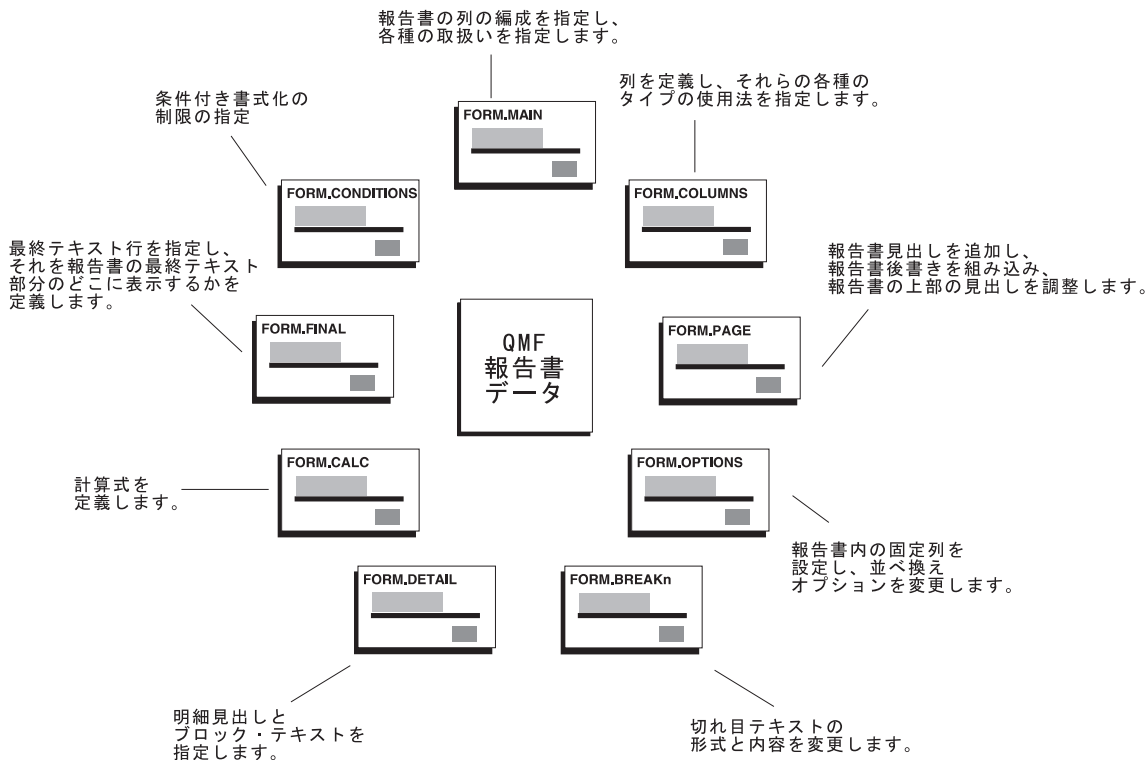 報告書の列の編成を指定し、
各種の取扱いを指定します。
列を定義し、それらの各種の
タイプの使用法を指定します。
条件付き書式化の
制限の指定
FORM.MAIN
FORM.CONDITIONS
FORM.COLUMNS
最終テキスト行を指定し、
それを報告書の最終テキスト
部分のどこに表示するかを
定義します。
報告書見出しを追加し、
報告書後書きを組み込み、
報告書の上部の見出しを調整します。
FORM.FINAL
QMF
報告書
データ
FORM.PAGE
FORM.CALC
FORM.OPTIONS
計算式を
定義します。
報告書内の固定列を
設定し、並べ換え
オプションを変更します。
FORM.DETAIL
FORM.BREAKn
明細見出しと
ブロック・テキストを
指定します。
切れ目テキストの
形式と内容を変更します。